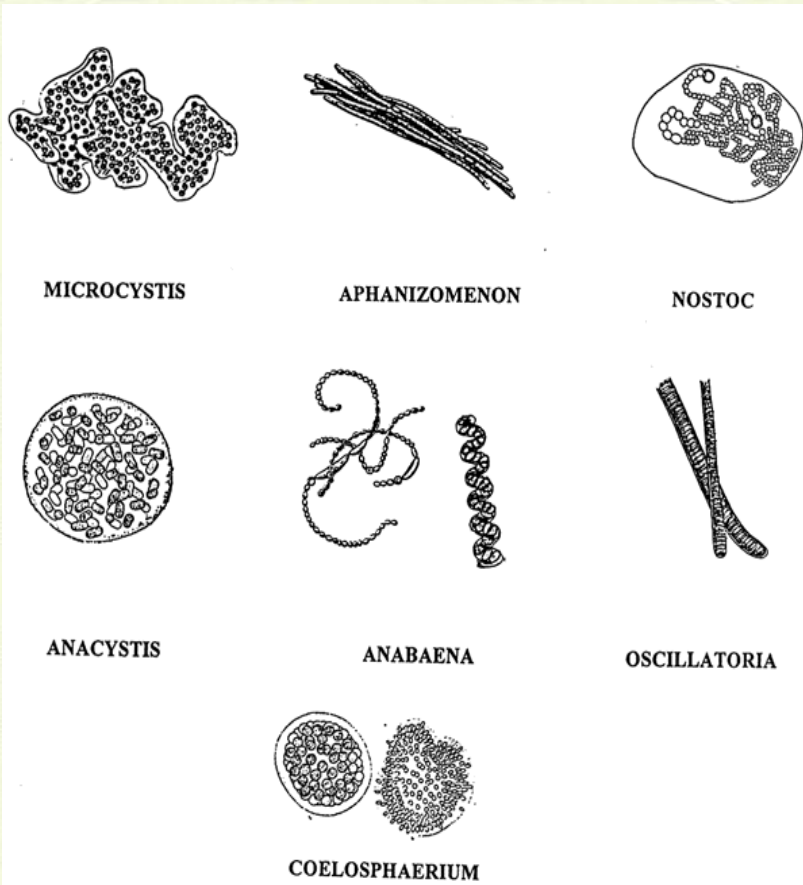 MICROCYSTIS
APHANIZOMENON
NOSTOC
ANACYSTIS
ANABAENA
OSCILLATORIA
COELOSPHAERIUM